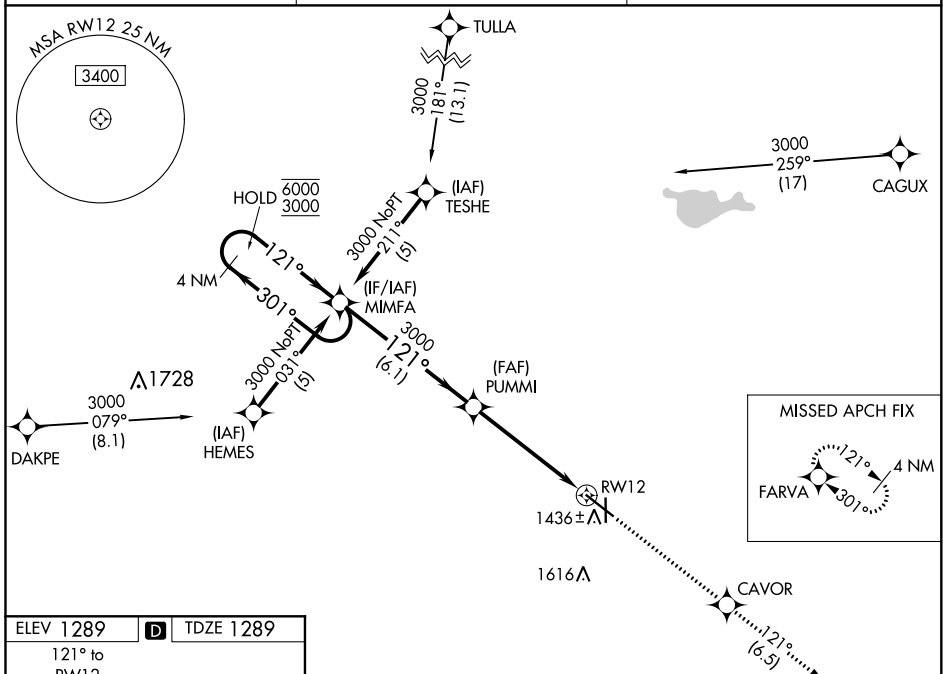 MSA RW12 25 NM
3400
TULLA
3000
181°
(13.1)
3000
259°
(17)
CAGUX
HOLD
6000
3000
(IAF)
TESHE
3000 NoPT
211°
(5)
121°
4 NM
301°
(IF/IAF)
MIMFA
3000
121°
(6.1)
3000 NoPT
031°
(5)
(FAF)
PUMMI
1728
3000
079°
(8.1)
DAKPE
(IAF)
HEMES
MISSED APCH FIX
121°
4 NM
FARVA
301°
RW12
1436±
1616
CAVOR
121°
(6.5)
ELEV 1289
D
TDZE 1289
121° to
RW12